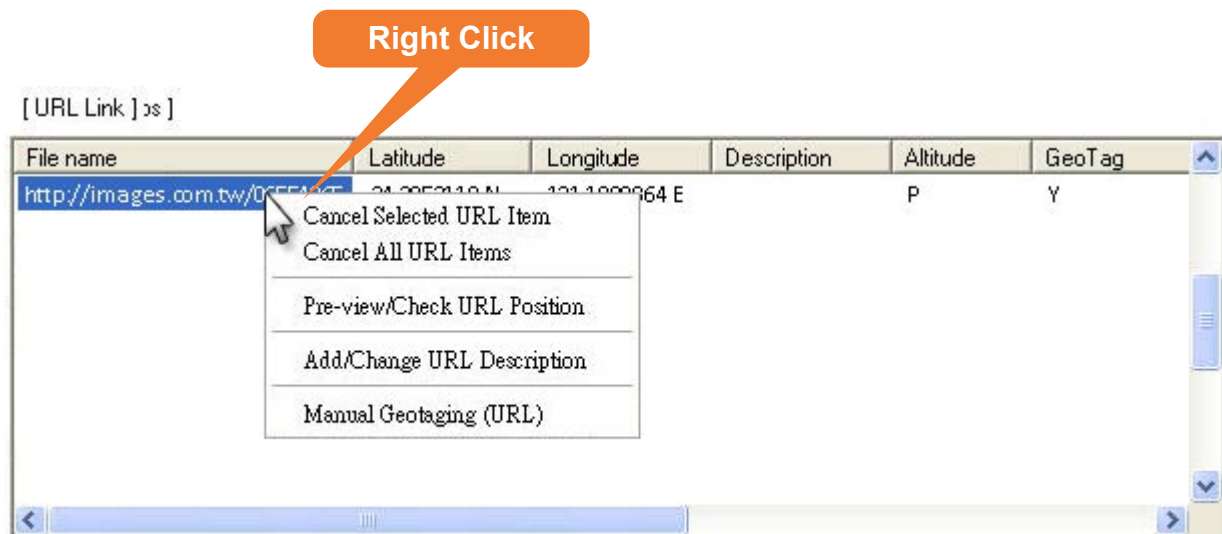 Right Click
[ URL Link ] os ]
File name Latitude Longitude Description Altitude GeoTag
http://images.com.tw/ P Y
Cancel Selected URL Item
Cancel All URL Items
Pre-view/Check URL Position
Add/Change URL Description
Manual Geotaging (URL)